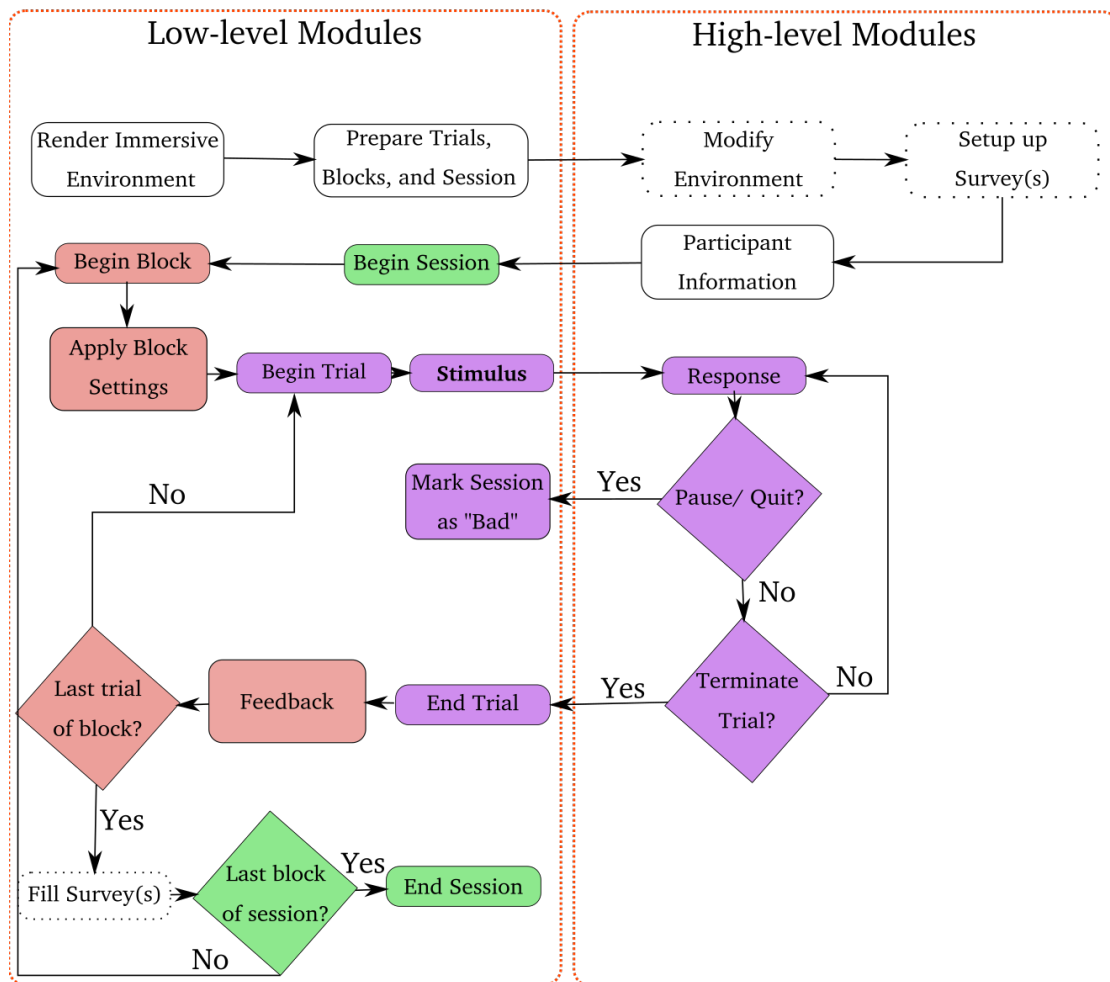 Low-level Modules
High-level Modules
Render Immersive
Environment
Prepare Trials,
Blocks, and Session
Modify
Environment
Setup up
Survey(s)
Begin Block
Begin Session
Participant
Information
Apply Block
Settings
Begin Trial
Stimulus
Response
No
Mark Session
as "Bad"
Yes
Pause/ Quit?
No
Last trial
of block?
Feedback
End Trial
Yes
Terminate
Trial?
No
Yes
Fill Survey(s)
Last block
of session?
Yes
End Session
No